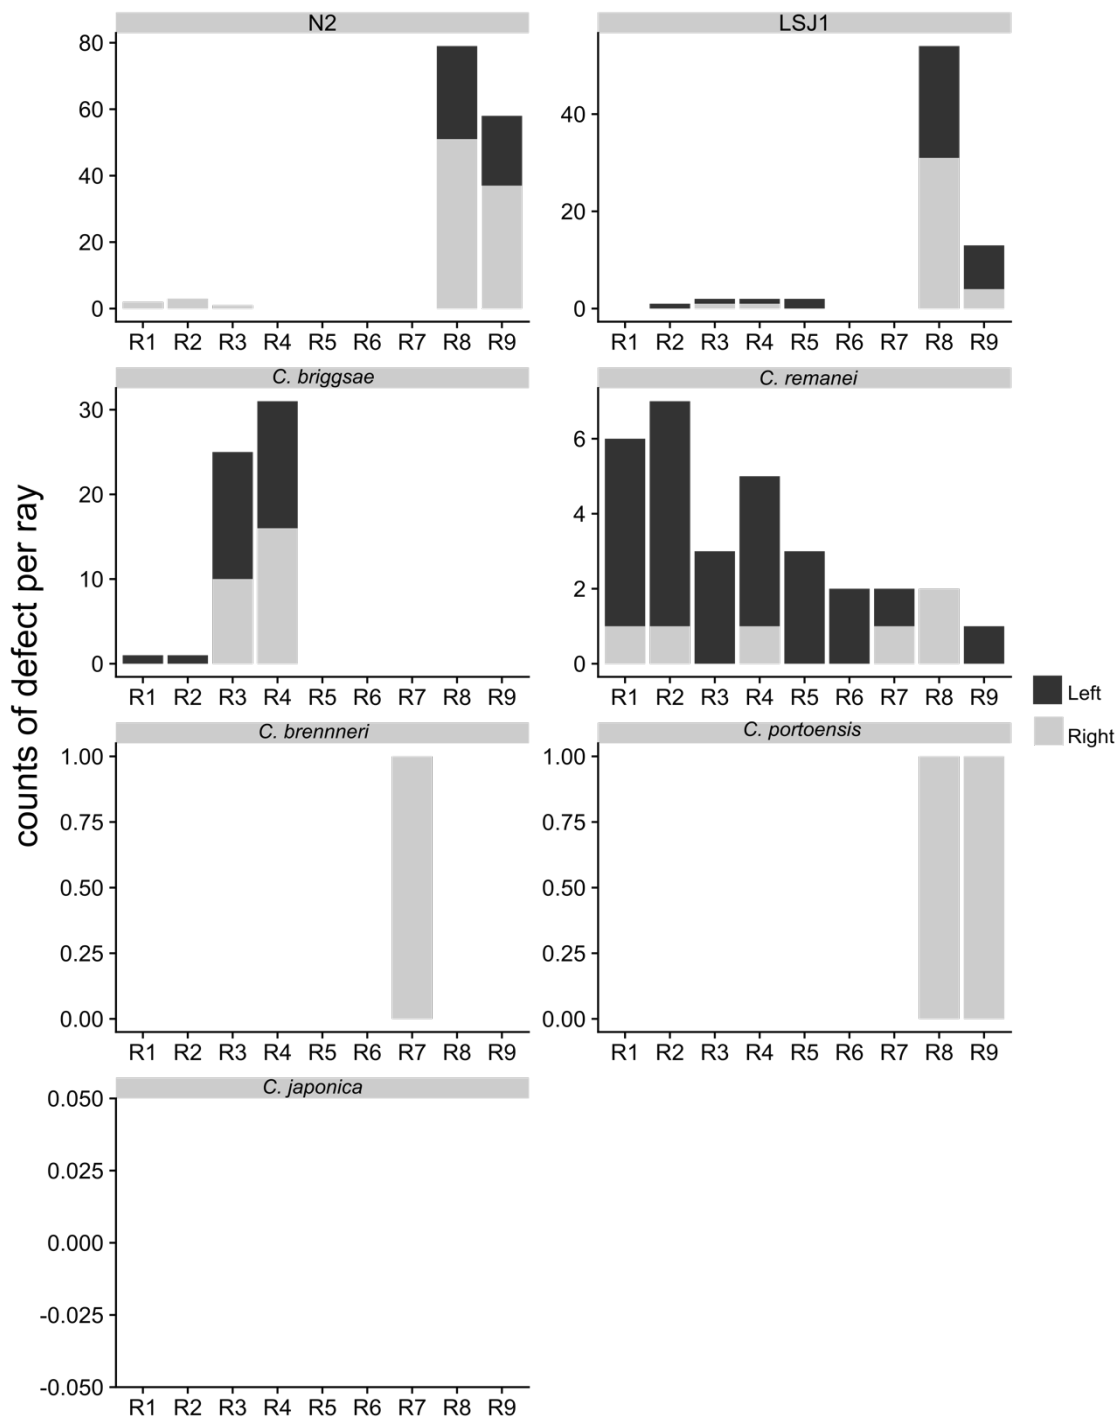 N2
LSJ1
80
60
40
20
0
40
20
0
R1 R2 R3 R4 R5 R6 R7 R8 R9
R1 R2 R3 R4 R5 R6 R7 R8 R9
C. briggsae
C. remanei
30
20
10
0
6
4
2
0
R1 R2 R3 R4 R5 R6 R7 R8 R9
R1 R2 R3 R4 R5 R6 R7 R8 R9
counts of defect per ray
Left
Right
C. brennneri
C. portoensis
1.00
0.75
0.50
0.25
0.00
1.00
0.75
0.50
0.25
0.00
R1 R2 R3 R4 R5 R6 R7 R8 R9
R1 R2 R3 R4 R5 R6 R7 R8 R9
C. japonica
0.050
0.025
0.000
-0.025
-0.050
R1 R2 R3 R4 R5 R6 R7 R8 R9